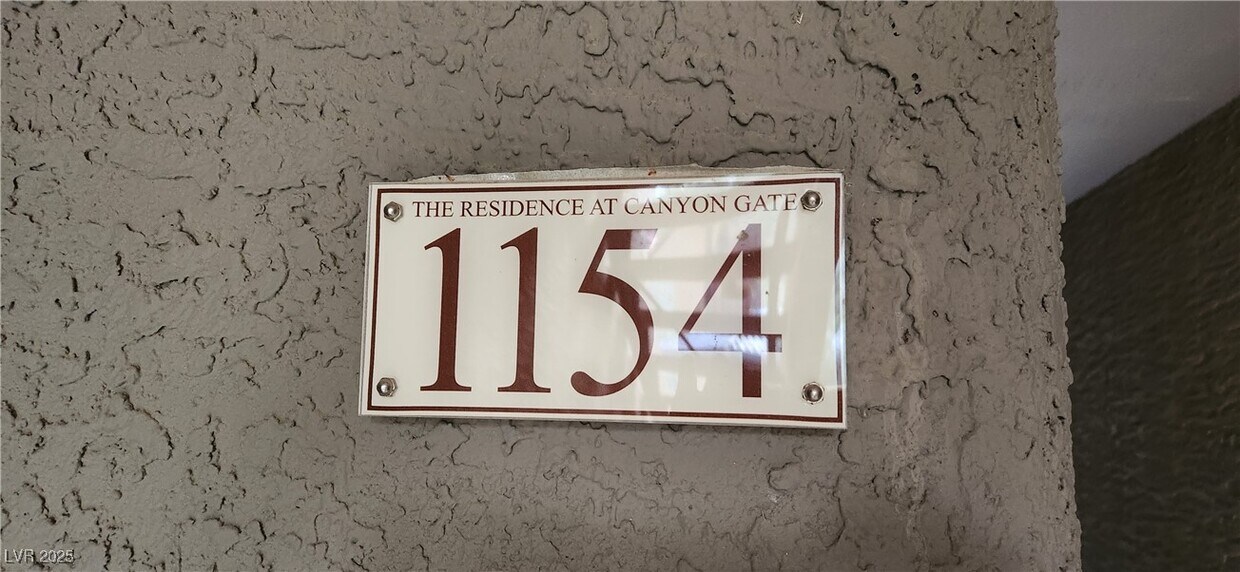 THE RESIDENCE AT CANYON GATE
1154
LVR 2025